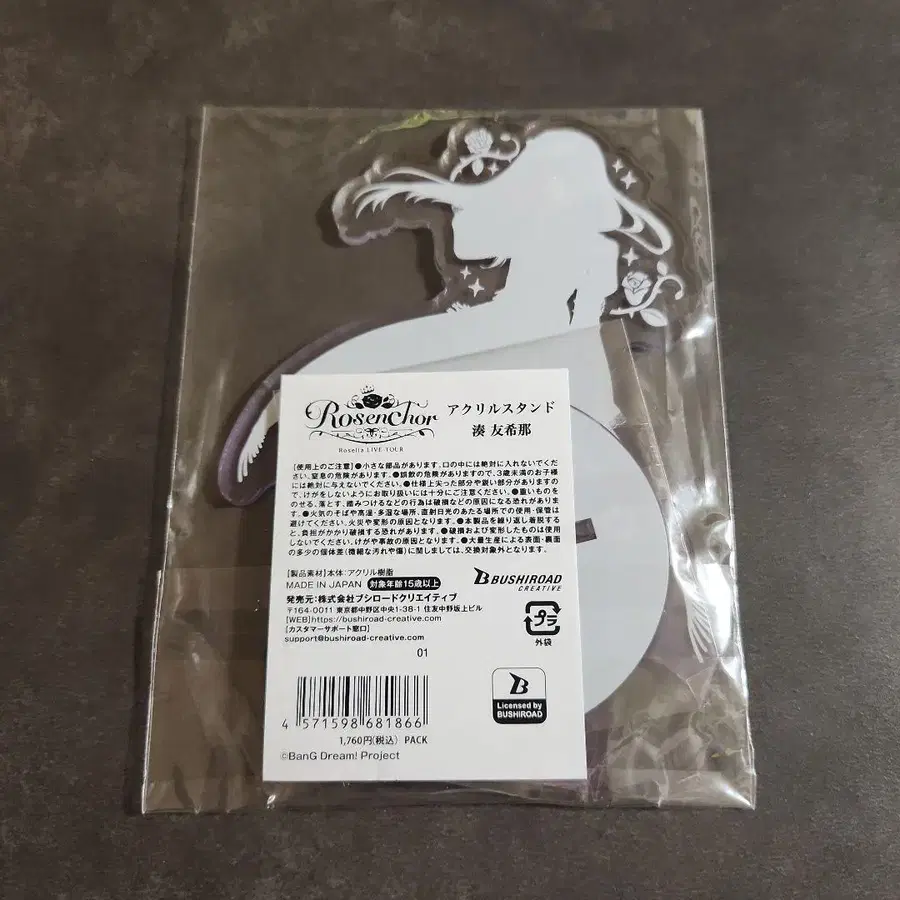 Rosenchor
Roselia LIVE TOUR
アクリルスタンド
湊 友希那
【使用上のご注意】●小さな部品があります。口の中には絶対に入れないでく
ださい。窒息の危険があります。●誤飲の危険がありますので、3歳未満のお子様
には絶対に与えないでください。●仕様上尖った部分や鋭い部分がありますの
で、けがをしないようにお取り扱いには十分にご注意ください。●重いものを
のせる、落とす、踏みつけるなどの行為は破損などの原因になる恐れがありま
す。●火気のそばや高温・多湿な場所、直射日光のあたる場所での使用・保管は
避けてください。火災や変形の原因となります。●本製品を繰り返し着脱する
と、負担がかかり破損する恐れがあります。●破損および変形したものは使用
しないでください。けがや事故の原因となります。●大量生産による表面・裏面
の多少の個体差(微細な汚れや傷)に関しましては、交換対象外となります。
【製品素材】本体:アクリル樹脂
MADE IN JAPAN 対象年齢15歳以上
発売元:株式会社ブシロードクリエイティブ
〒164-0011 東京都中野区中央1-38-1 住友中野坂上ビル
[WEB]https://bushiroad-creative.com
[カスタマーサポート窓口]
support@bushiroad-creative.com
BUSHIROAD
CREATIVE
プラ
外袋
01
4 571598 681866
1,760円(税込) PACK
©BanG Dream! Project
B
Licensed by
BUSHIROAD